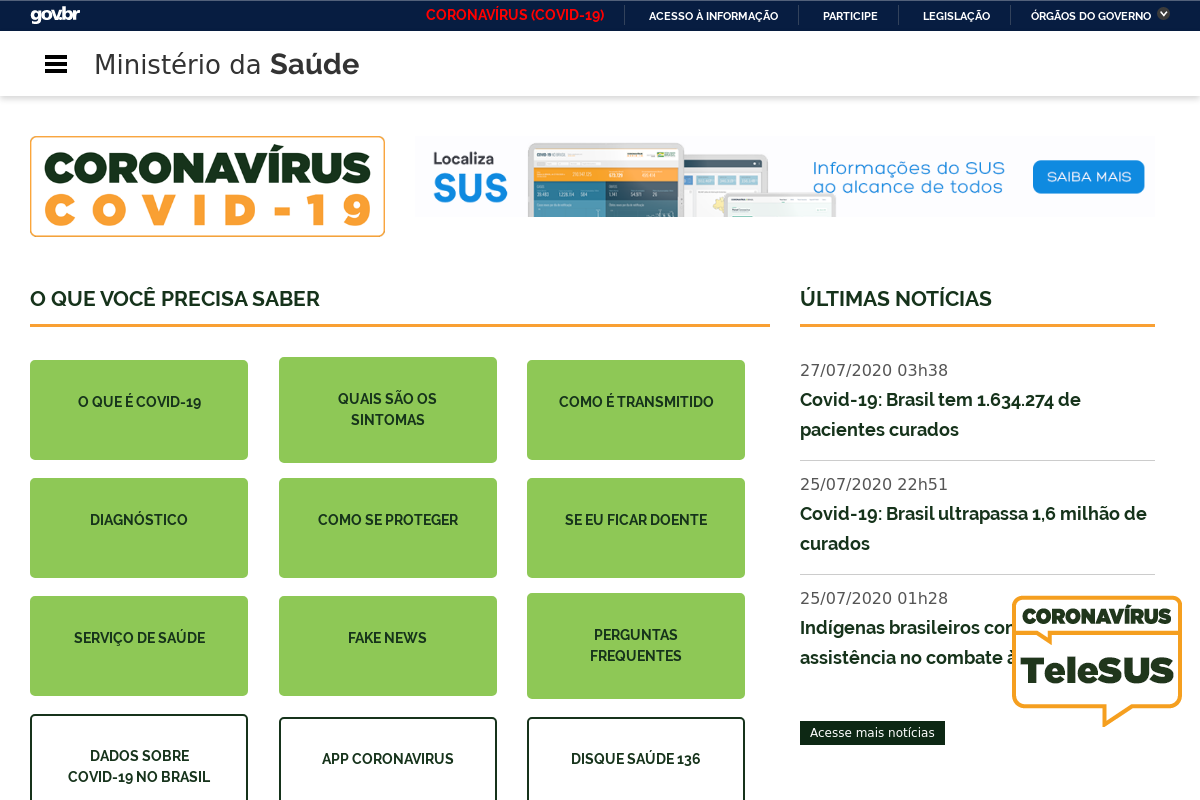 gov.br
CORONAVÍRUS (COVID-19)
ACESSO À INFORMAÇÃO
PARTICIPE
LEGISLAÇÃO
ÓRGÃOS DO GOVERNO
Ministério da Saúde
CORONAVÍRUS
COVID-19
Localiza
SUS
Informações do SUS
ao alcance de todos
SAIBA MAIS
O QUE VOCÊ PRECISA SABER
O QUE É COVID-19
QUAIS SÃO OS
SINTOMAS
COMO É TRANSMITIDO
DIAGNÓSTICO
COMO SE PROTEGER
SE EU FICAR DOENTE
SERVIÇO DE SAÚDE
FAKE NEWS
PERGUNTAS
FREQUENTES
DADOS SOBRE
COVID-19 NO BRASIL
APP CORONAVIRUS
DISQUE SAÚDE 136
ÚLTIMAS NOTÍCIAS
27/07/2020 03h38
Covid-19: Brasil tem 1.634.274 de
pacientes curados
25/07/2020 22h51
Covid-19: Brasil ultrapassa 1,6 milhão de
curados
25/07/2020 01h28
Indígenas brasileiros
assistência no combate
CORONAVÍRUS
TeleSUS
Acesse mais notícias